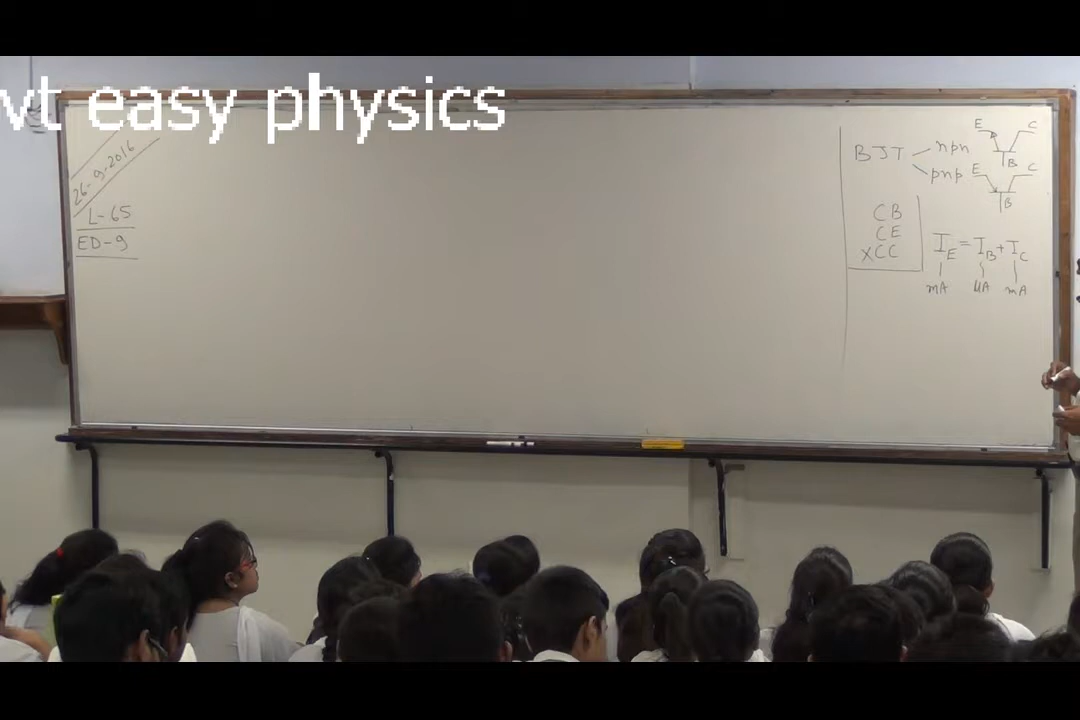 vt easy physics
26-9-2016
L-65
ED-9
BJT
npn
pnp
E
C
B
E
C
B
CB
CE
XCC
I_E = I_B + I_C
mA μA mA